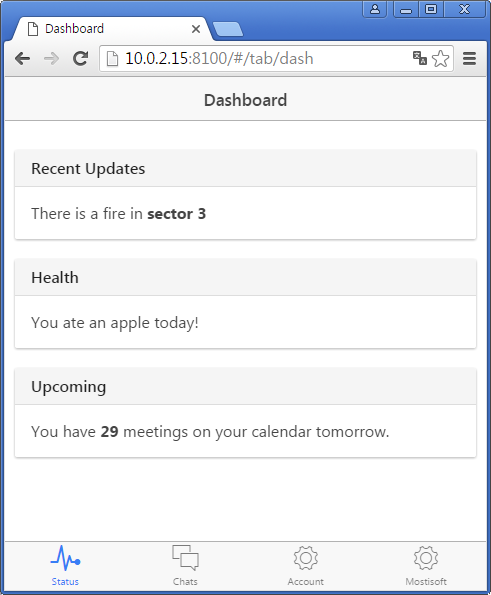 Dashboard
10.0.2.15:8100/#/tab/dash
Dashboard
Recent Updates
There is a fire in sector 3
Health
You ate an apple today!
Upcoming
You have 29 meetings on your calendar tomorrow.
Status
Chats
Account
Mostisoft